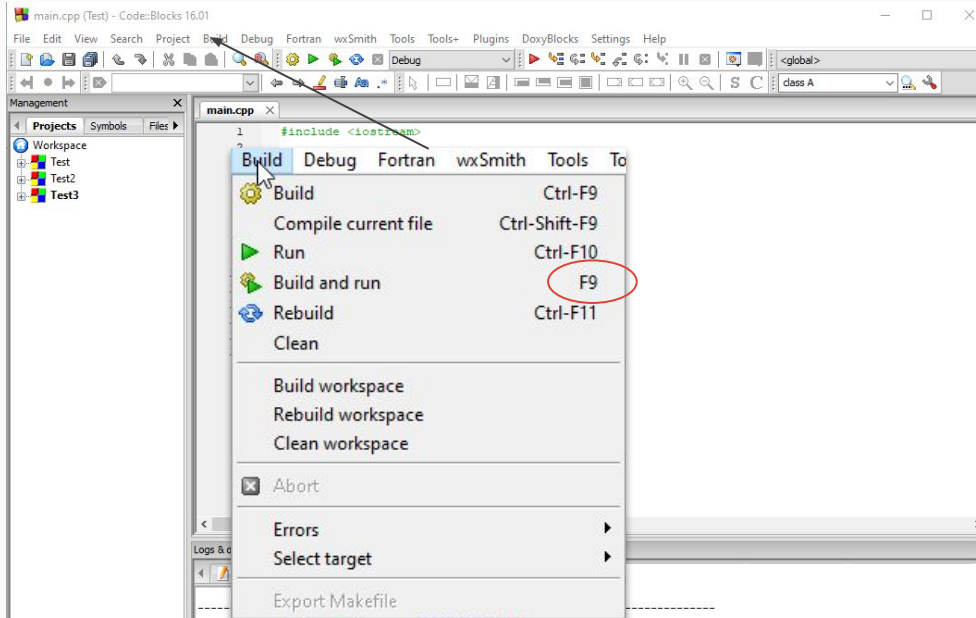 main.cpp (Test) - Code::Blocks 16.01
File Edit View Search Project Build Debug Fortran wxSmith Tools Tools+ Plugins DoxyBlocks Settings Help
Debug <global>
S C class A
Management
main.cpp
Projects Symbols Files
1 #include <iostream>
2
Workspace
Test
Test2
Test3
Build Debug Fortran wxSmith Tools To
Build Ctrl-F9
Compile current file Ctrl-Shift-F9
Run Ctrl-F10
Build and run F9
Rebuild Ctrl-F11
Clean
Build workspace
Rebuild workspace
Clean workspace
Abort
Errors
Select target
Logs &
Export Makefile